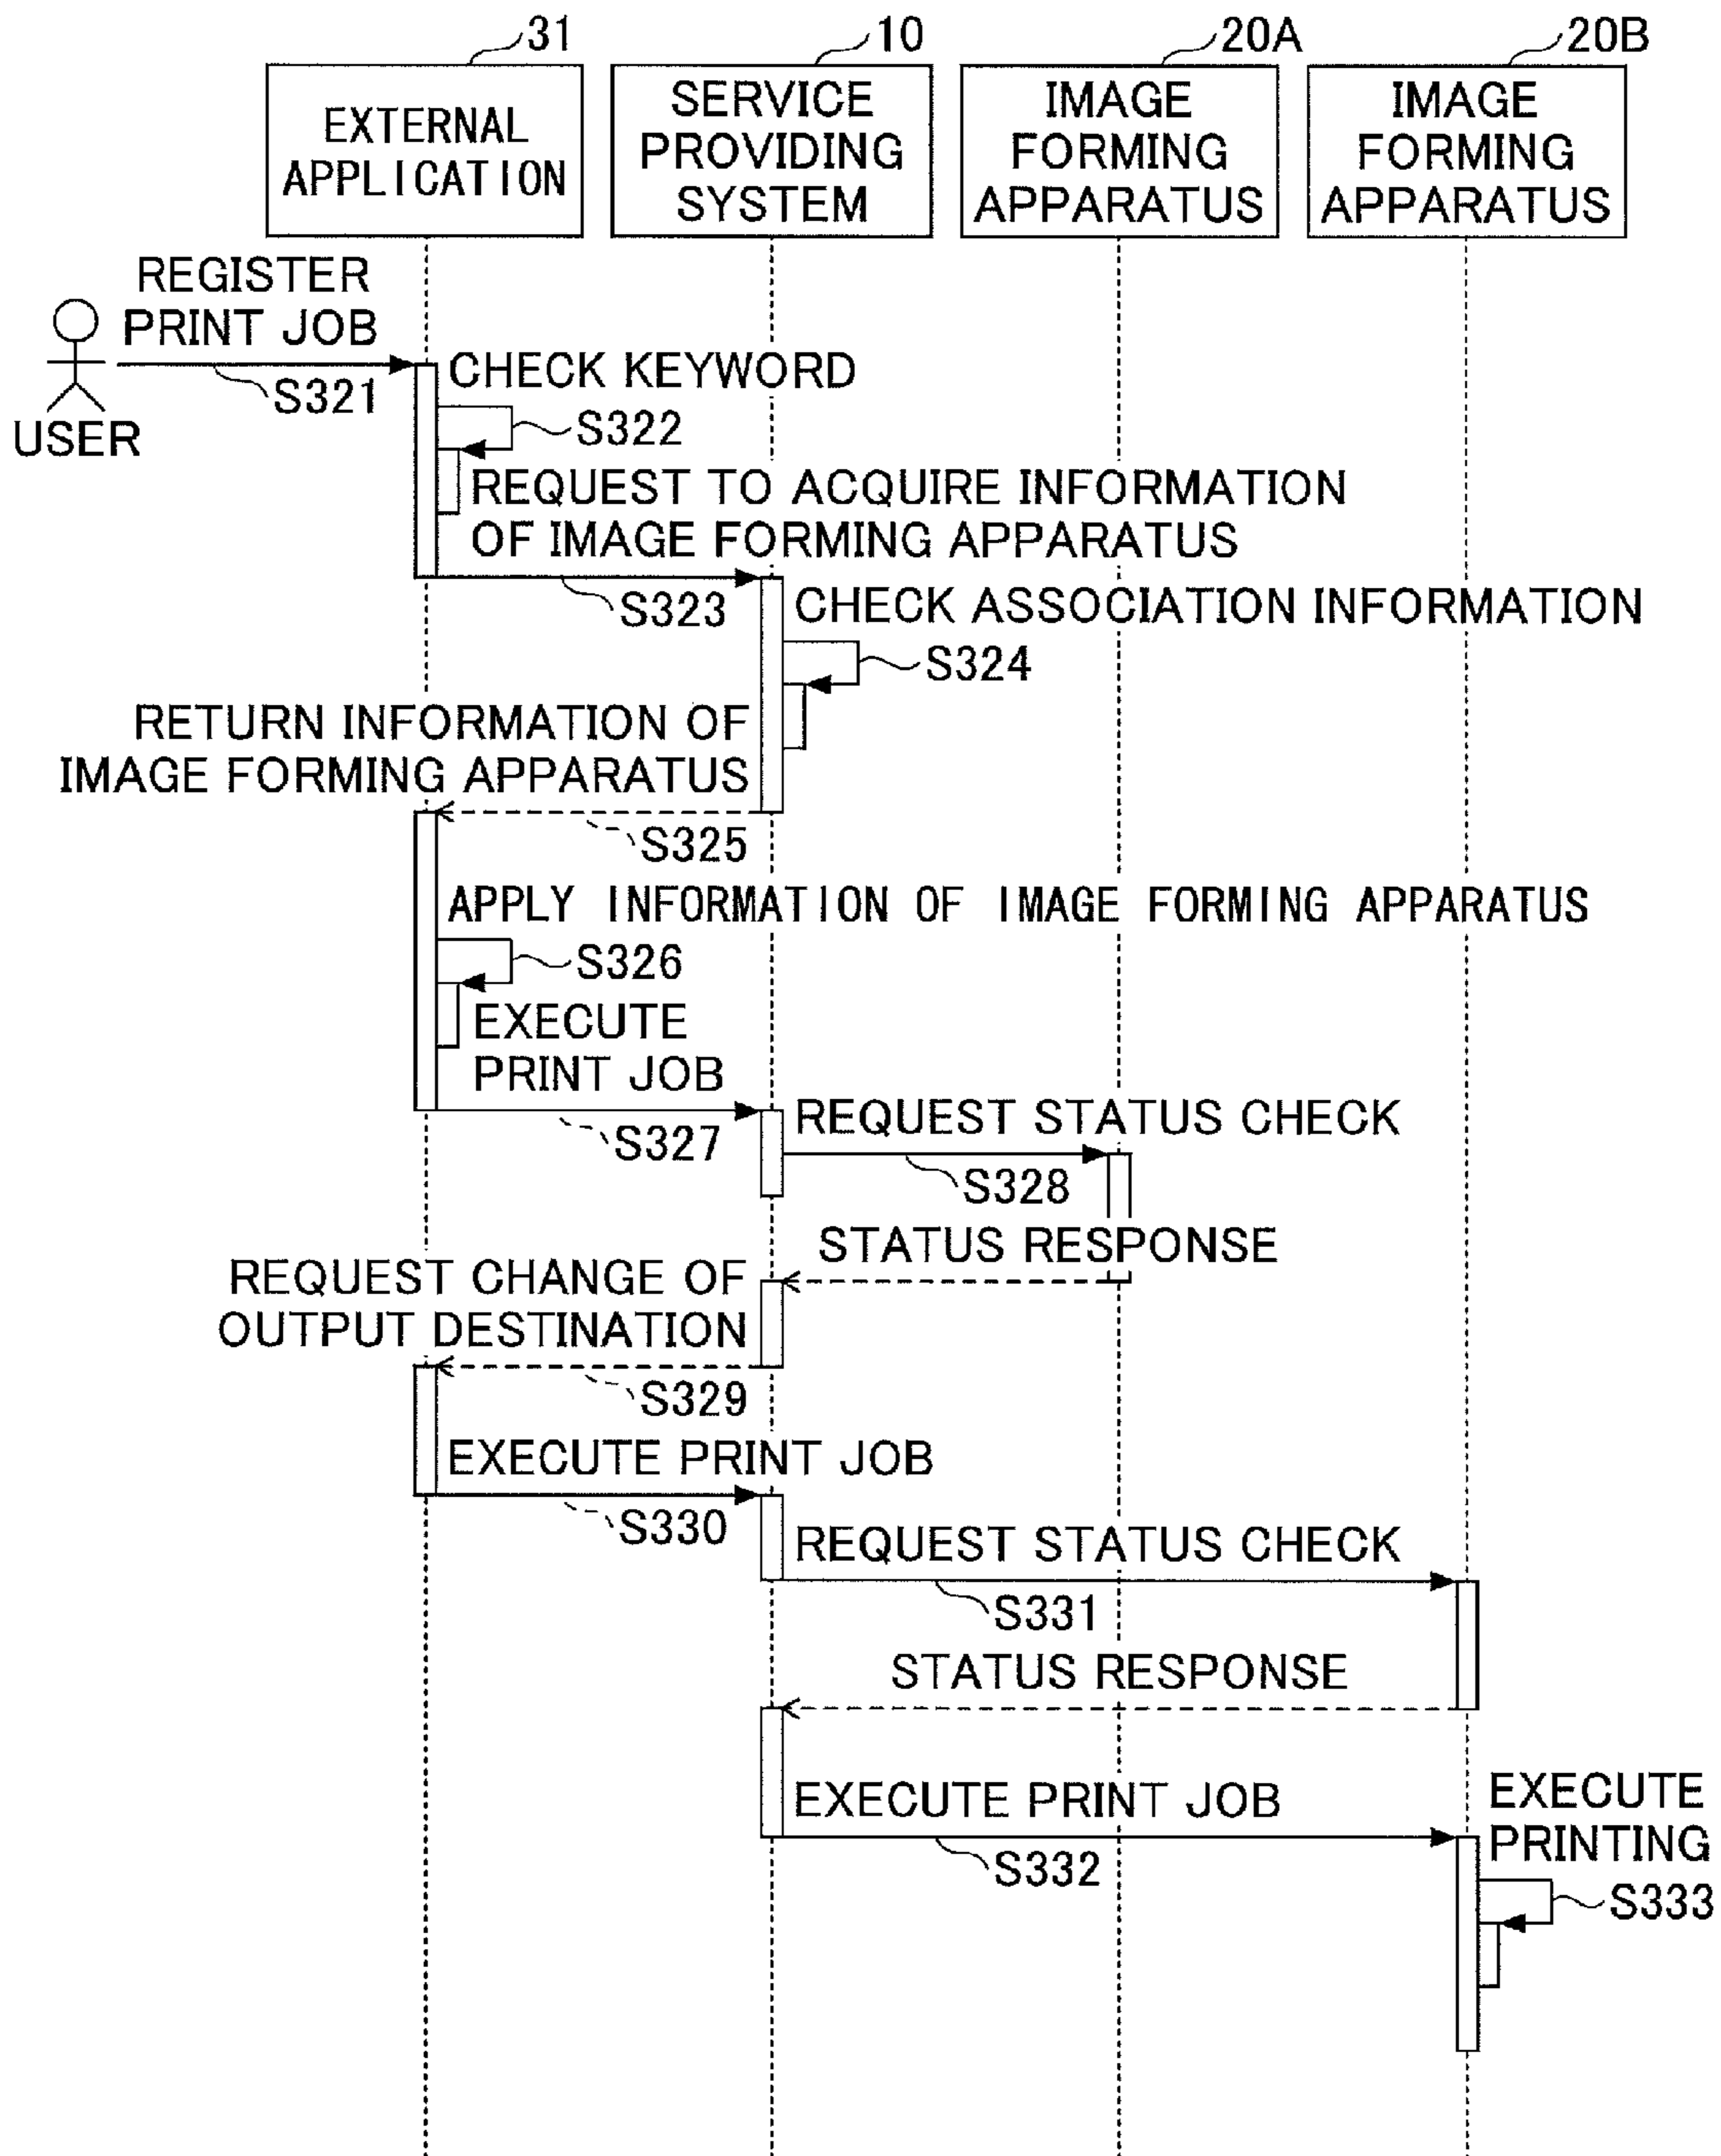 31
10
20A
20B
EXTERNAL
APPLICATION
SERVICE
PROVIDING
SYSTEM
IMAGE
FORMING
APPARATUS
IMAGE
FORMING
APPARATUS
REGISTER
PRINT JOB
USER
S321
CHECK KEYWORD
S322
REQUEST TO ACQUIRE INFORMATION
OF IMAGE FORMING APPARATUS
S323
CHECK ASSOCIATION INFORMATION
S324
RETURN INFORMATION OF
IMAGE FORMING APPARATUS
S325
APPLY INFORMATION OF IMAGE FORMING APPARATUS
S326
EXECUTE
PRINT JOB
S327
REQUEST STATUS CHECK
S328
STATUS RESPONSE
REQUEST CHANGE OF
OUTPUT DESTINATION
S329
EXECUTE PRINT JOB
S330
REQUEST STATUS CHECK
S331
STATUS RESPONSE
EXECUTE PRINT JOB
S332
EXECUTE
PRINTING
S333